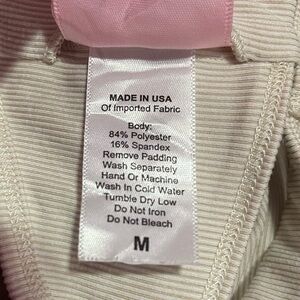 MADE IN USA
Of Imported Fabric
Body:
84% Polyester
16% Spandex
Remove Padding
Wash Separately
Hand Or Machine
Wash In Cold Water
Tumble Dry Low
Do Not Iron
Do Not Bleach
M